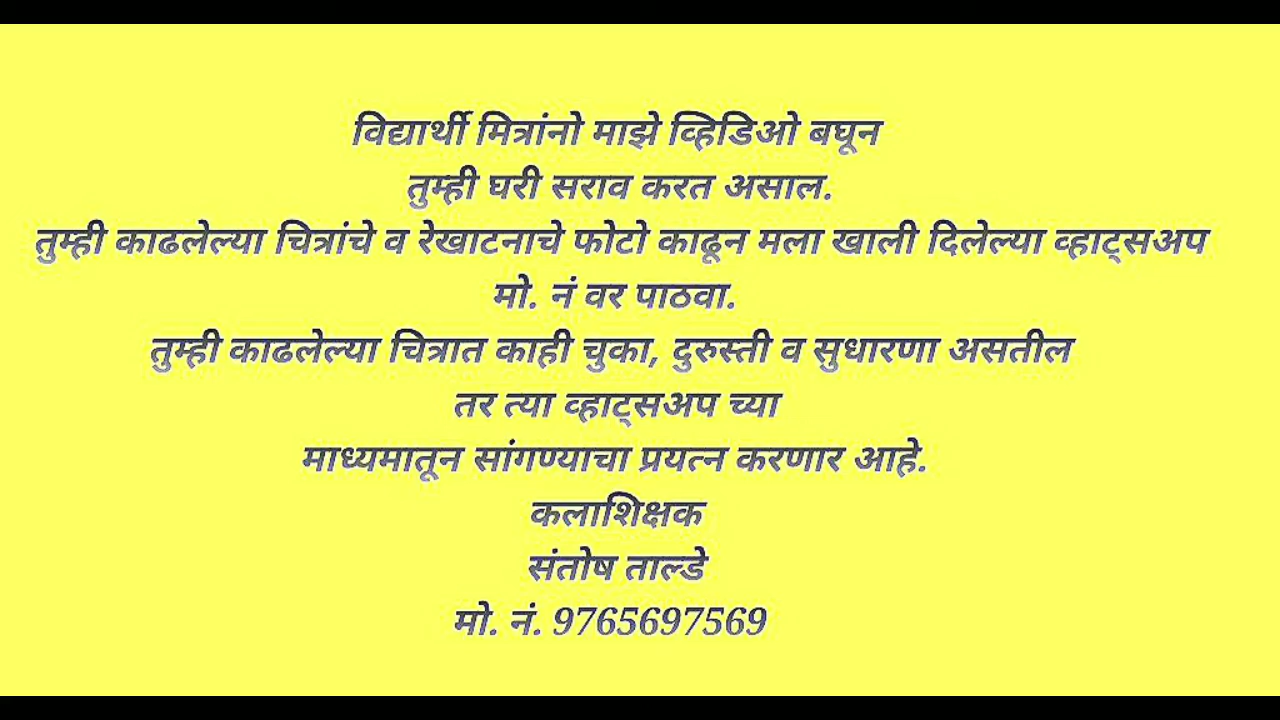 विद्यार्थी मित्रांनो माझे व्हिडिओ बघून
तुम्ही घरी सराव करत असाल.
तुम्ही काढलेल्या चित्रांचे व रेखाटनाचे फोटो काढून मला खाली दिलेल्या व्हाट्सअप
मो. नं वर पाठवा.
तुम्ही काढलेल्या चित्रात काही चुका, दुरुस्ती व सुधारणा असतील
तर त्या व्हाट्सअप च्या
माध्यमातून सांगण्याचा प्रयत्न करणार आहे.
कलाशिक्षक
संतोष ताल्डे
मो. नं. 9765697569